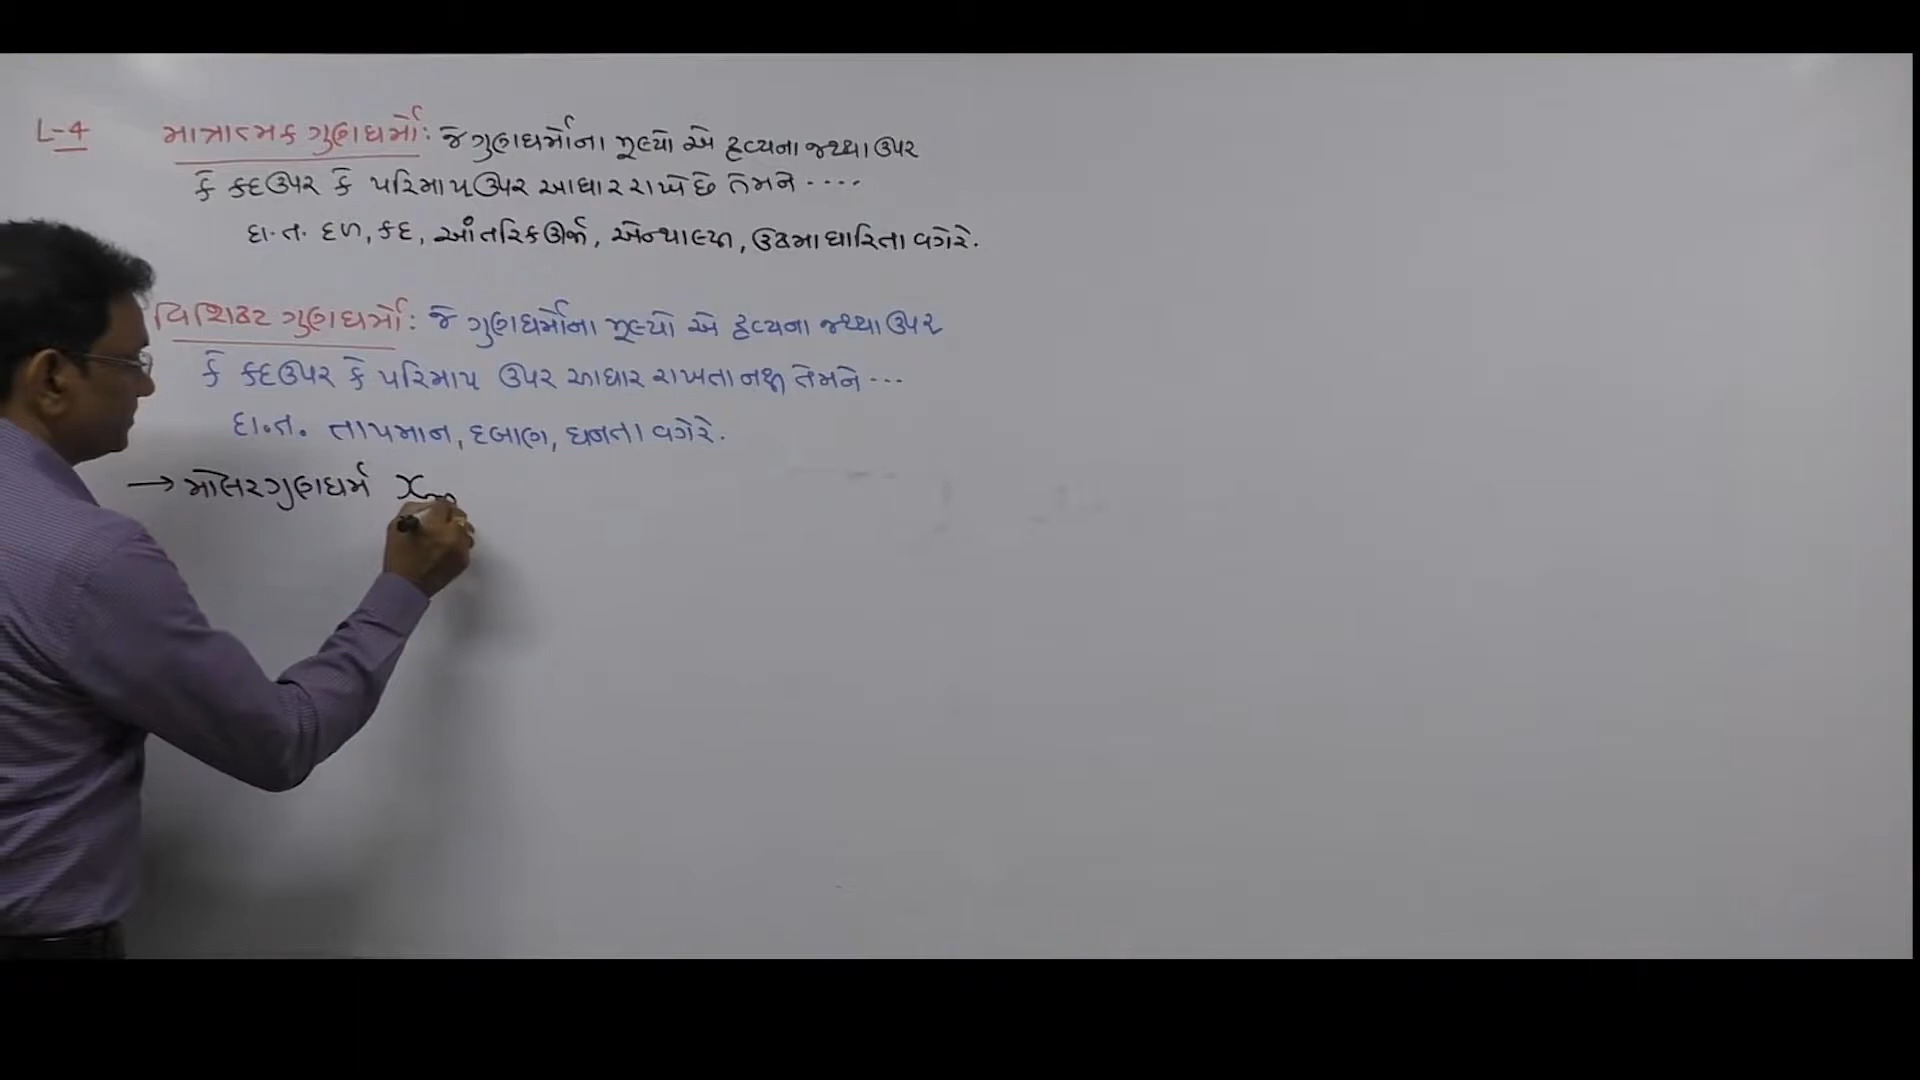 L-4 માત્રાત્મક ગુણધર્મો: જે ગુણધર્મોના મૂલ્યો એ દ્રવ્યના જથ્થા ઉપર
કે કદ ઉપર કે પરિમાપ ઉપર આધાર રાખે છે તેમને ....
દા.ત. દળ, કદ, આંતરિક ઊર્જા, એન્થાલ્પી, ઉષ્માધારિતા વગેરે.
વિશિષ્ટ ગુણધર્મો: જે ગુણધર્મોના મૂલ્યો એ દ્રવ્યના જથ્થા ઉપર
કે કદ ઉપર કે પરિમાપ ઉપર આધાર રાખતા નથી તેમને ...
દા.ત. તાપમાન, દબાણ, ઘનતા વગેરે.
→ મોલર ગુણધર્મ Xm